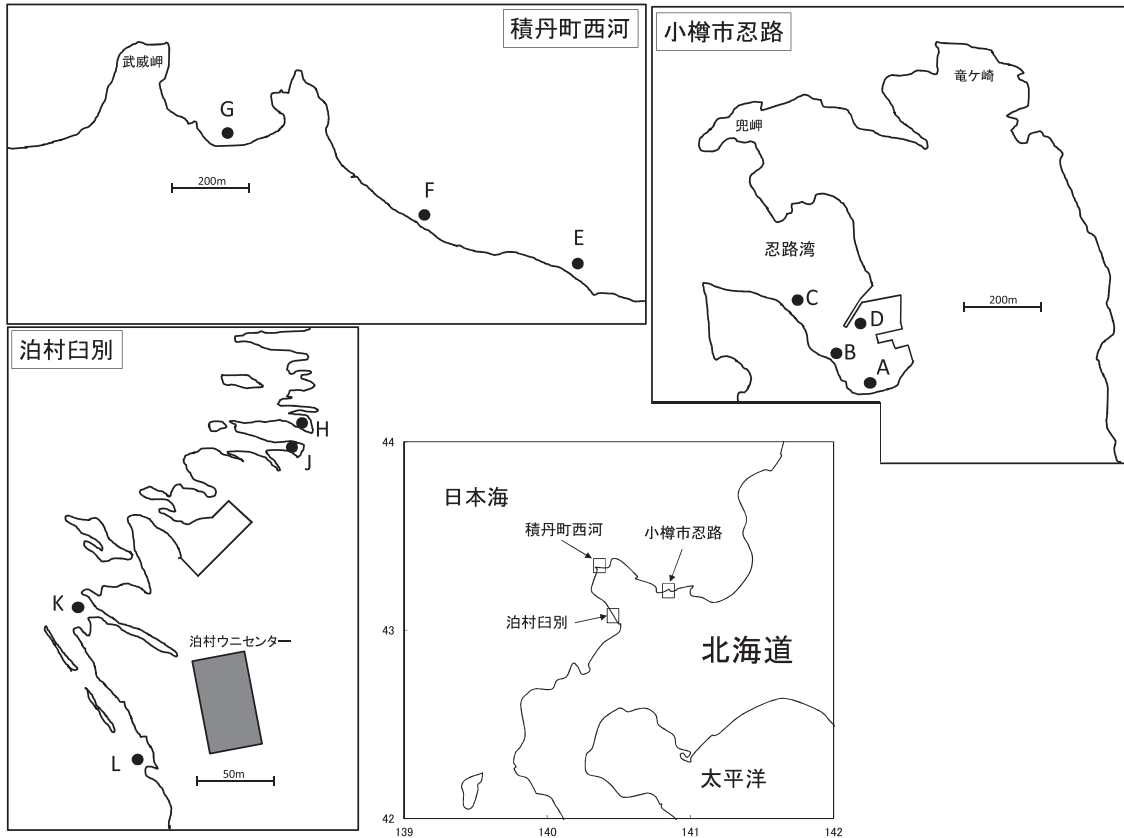 積丹町西河
武威岬
G
200m
F
E
小樽市忍路
竜ケ崎
兜岬
忍路湾
200m
C
D
B
A
泊村臼別
H
J
K
泊村ウニセンター
L
50m
44
日本海
積丹町西河
小樽市忍路
43
泊村臼別
北海道
太平洋
42
139
140
141
142